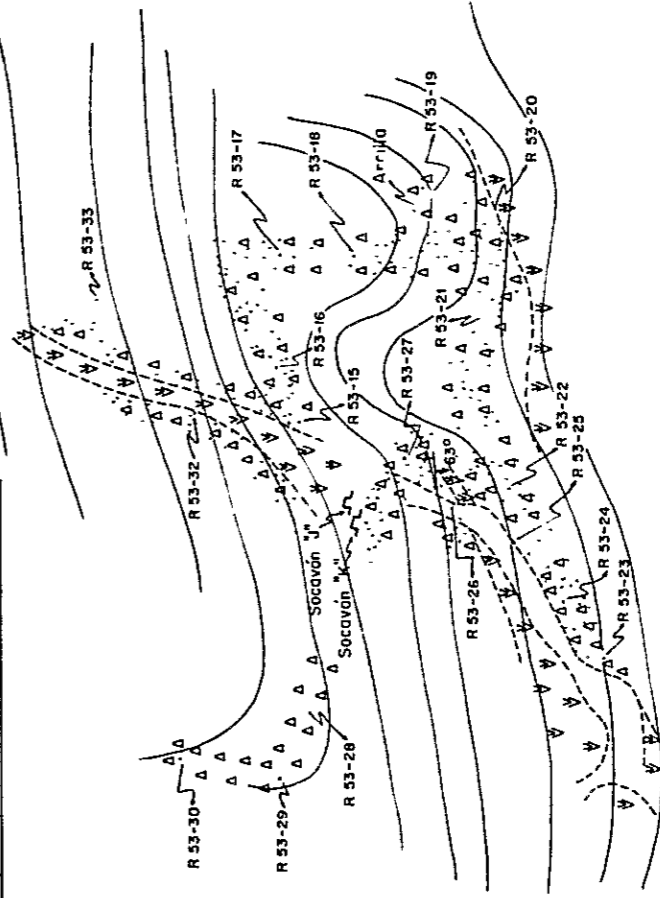 R 53-33
R 53-17
R 53-18
Arrilla
R 53-19
R 53-20
R 53-16
R 53-27
R 53-21
R 53-15
R 53-32
R 53-22
R 53-25
63°
Socavón "J"
Socavón "K"
R 53-24
R 53-26
R 53-23
R 53-28
R 53-30
R 53-29